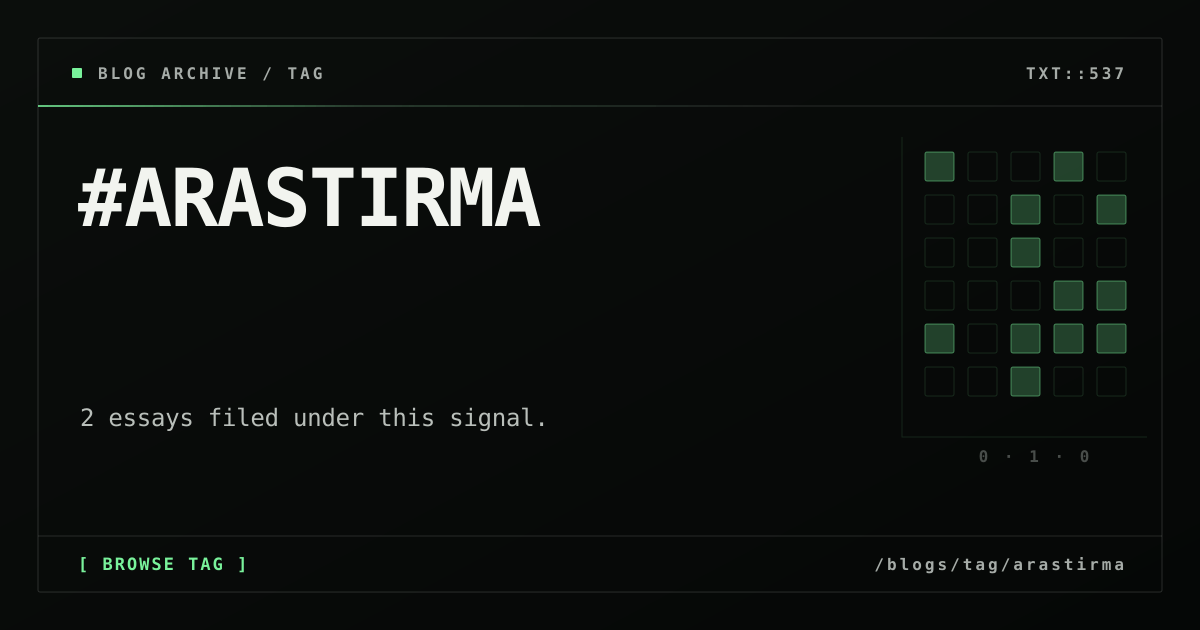 BLOG ARCHIVE / TAG
TXT::537
#ARASTIRMA
2 essays filed under this signal.
0 · 1 · 0
[ BROWSE TAG ]
/blogs/tag/arastirma